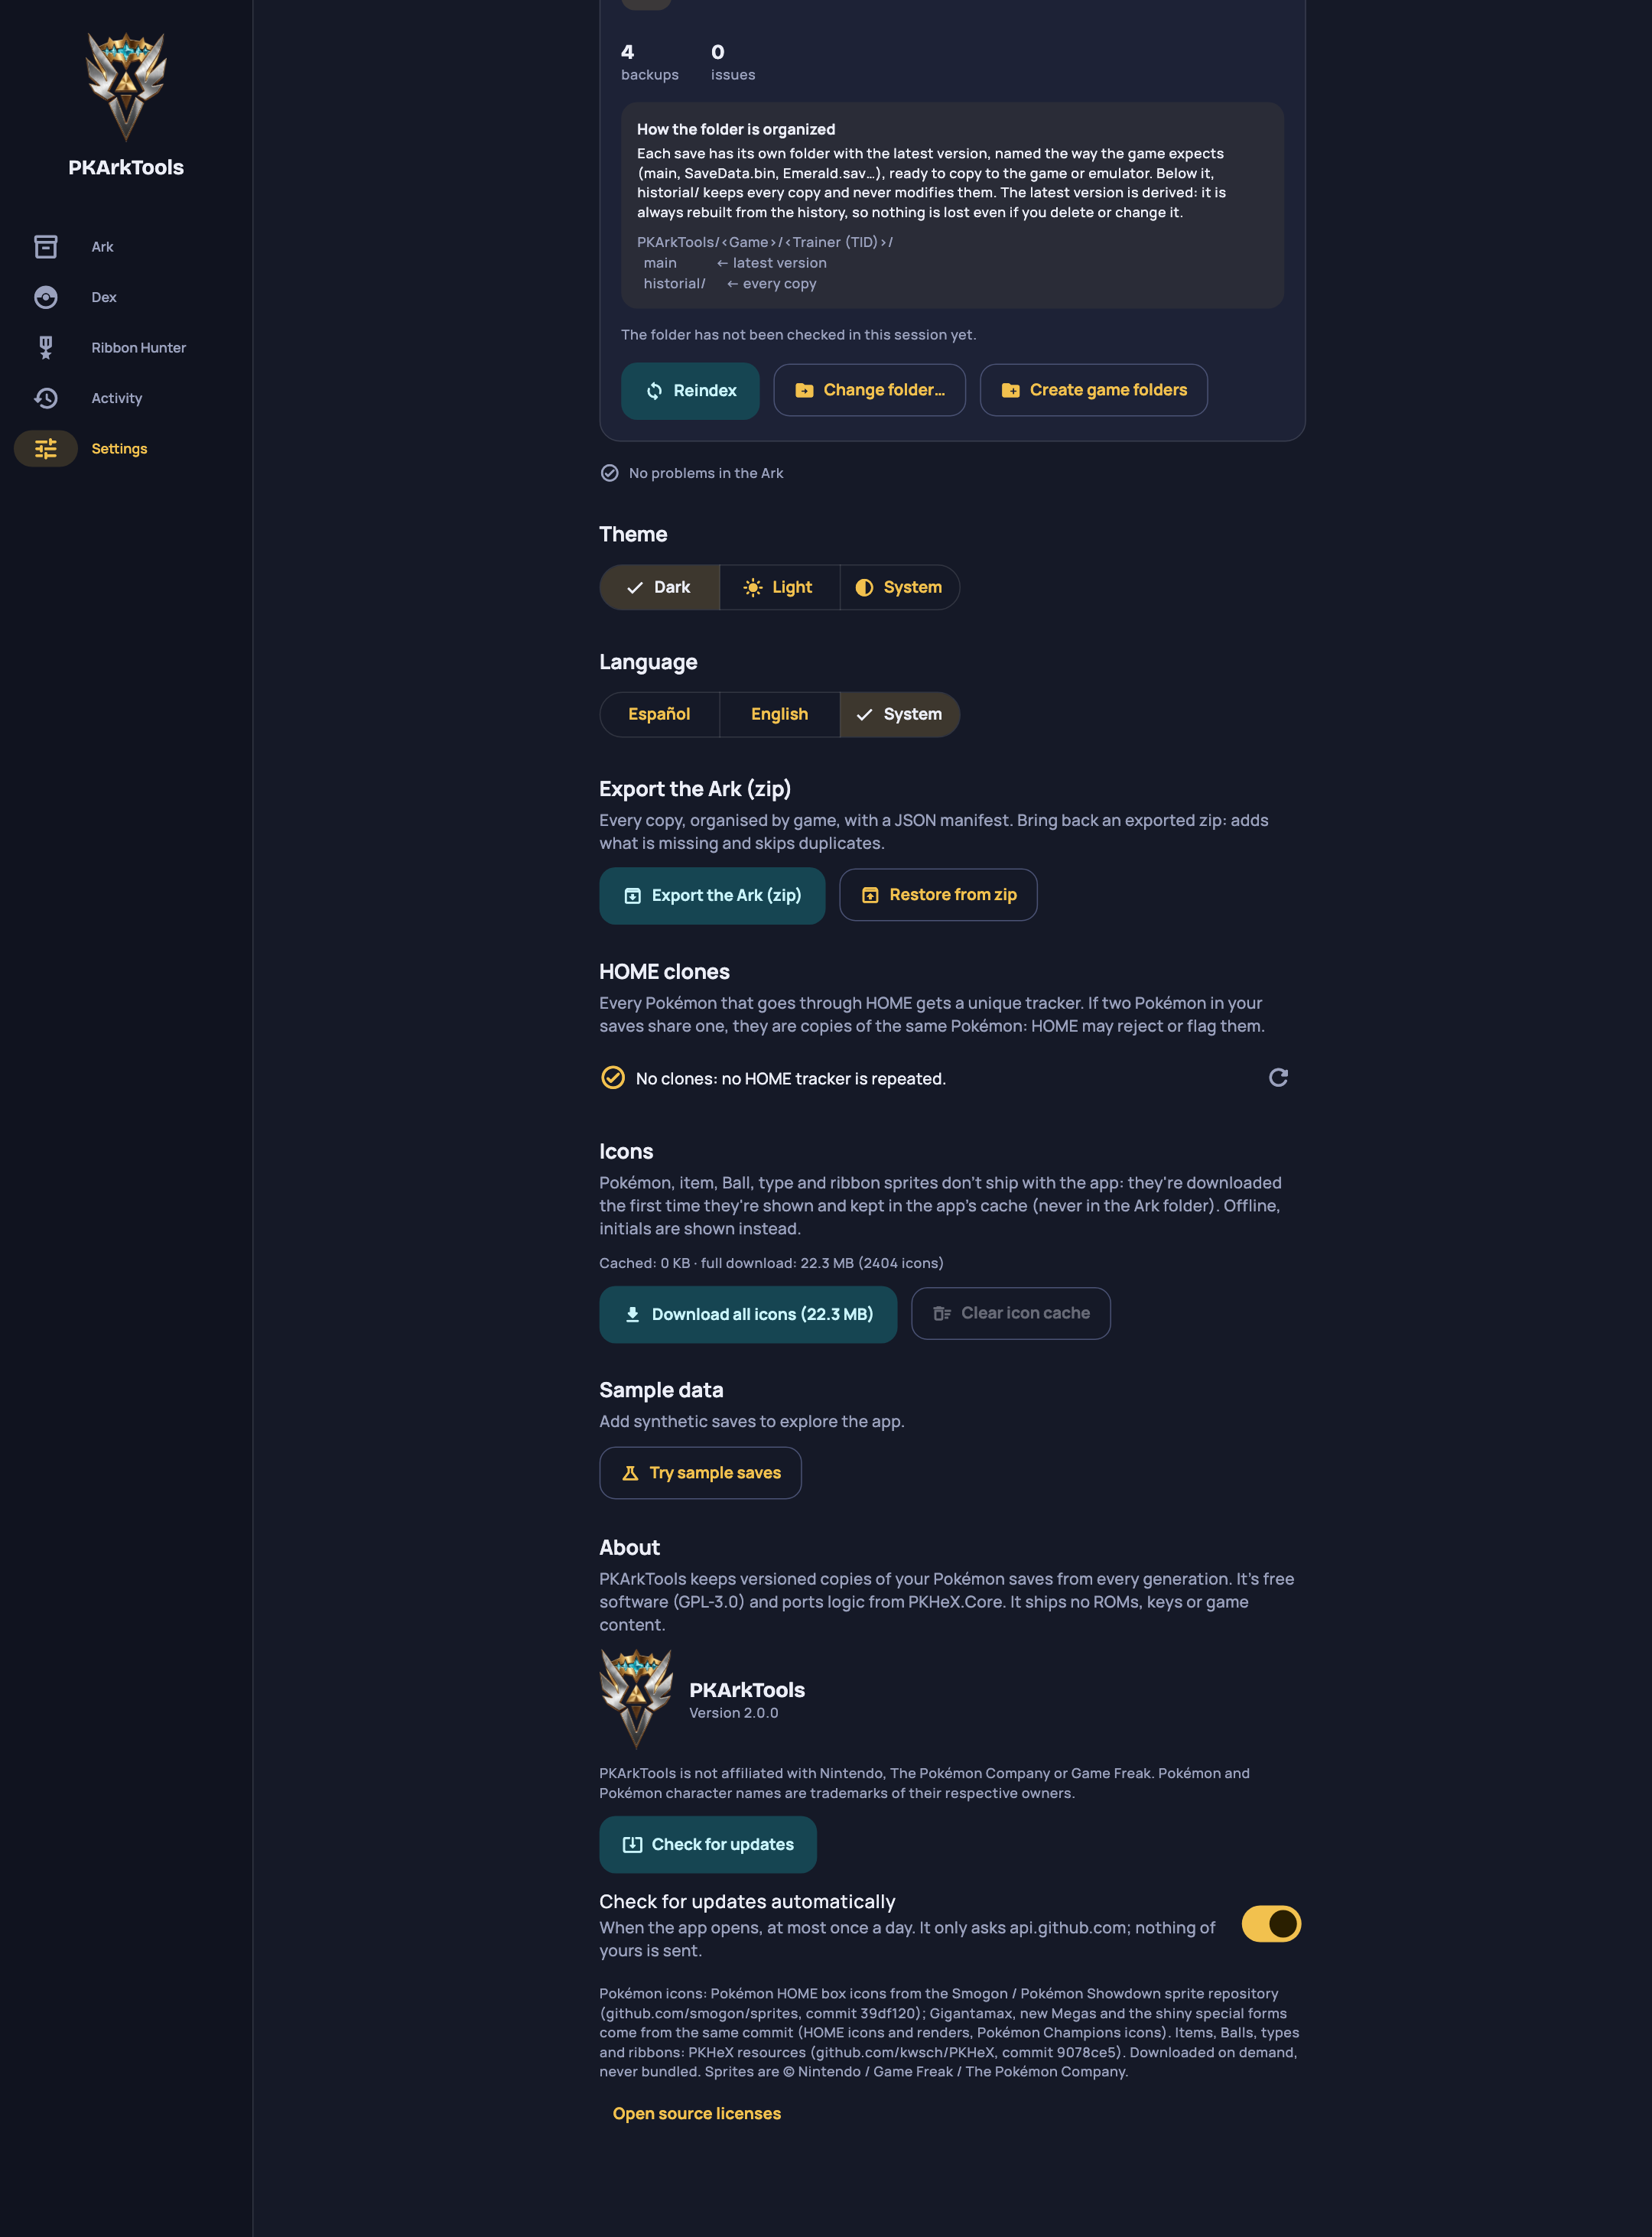 PKArkTools
Ark
Dex
Ribbon Hunter
Activity
Settings
4
backups
0
issues
How the folder is organized
Each save has its own folder with the latest version, named the way the game expects
(main, SaveData.bin, Emerald.sav…), ready to copy to the game or emulator. Below it,
historial/ keeps every copy and never modifies them. The latest version is derived: it is
always rebuilt from the history, so nothing is lost even if you delete or change it.
PKArkTools/<Game>/<Trainer (TID)>/
main ← latest version
historial/ ← every copy
The folder has not been checked in this session yet.
Reindex
Change folder…
Create game folders
No problems in the Ark
Theme
Dark
Light
System
Language
Español
English
System
Export the Ark (zip)
Every copy, organised by game, with a JSON manifest. Bring back an exported zip: adds
what is missing and skips duplicates.
Export the Ark (zip)
Restore from zip
HOME clones
Every Pokémon that goes through HOME gets a unique tracker. If two Pokémon in your
saves share one, they are copies of the same Pokémon: HOME may reject or flag them.
No clones: no HOME tracker is repeated.
Icons
Pokémon, item, Ball, type and ribbon sprites don't ship with the app: they're downloaded
the first time they're shown and kept in the app's cache (never in the Ark folder). Offline,
initials are shown instead.
Cached: 0 KB · full download: 22.3 MB (2404 icons)
Download all icons (22.3 MB)
Clear icon cache
Sample data
Add synthetic saves to explore the app.
Try sample saves
About
PKArkTools keeps versioned copies of your Pokémon saves from every generation. It's free
software (GPL-3.0) and ports logic from PKHeX.Core. It ships no ROMs, keys or game
content.
PKArkTools
Version 2.0.0
PKArkTools is not affiliated with Nintendo, The Pokémon Company or Game Freak. Pokémon and
Pokémon character names are trademarks of their respective owners.
Check for updates
Check for updates automatically
When the app opens, at most once a day. It only asks api.github.com; nothing of
yours is sent.
Pokémon icons: Pokémon HOME box icons from the Smogon / Pokémon Showdown sprite repository
(github.com/smogon/sprites, commit 39df120); Gigantamax, new Megas and the shiny special forms
come from the same commit (HOME icons and renders, Pokémon Champions icons). Items, Balls, types
and ribbons: PKHeX resources (github.com/kwsch/PKHeX, commit 9078ce5). Downloaded on demand,
never bundled. Sprites are © Nintendo / Game Freak / The Pokémon Company.
Open source licenses